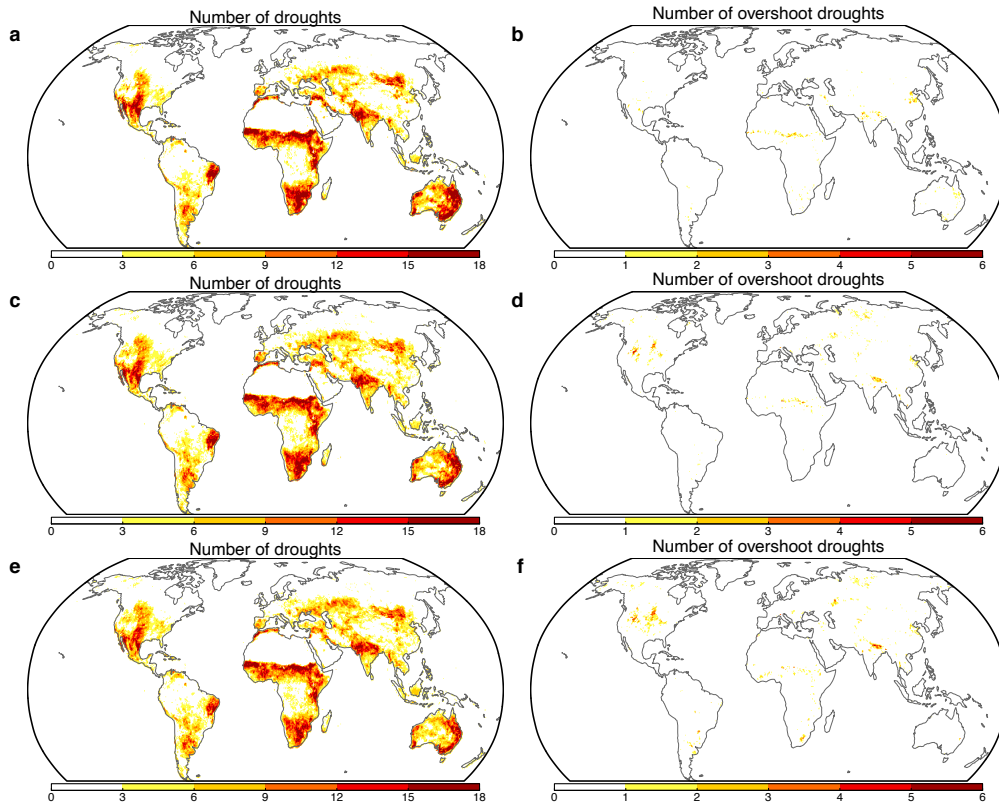 Number of droughts
Number of overshoot droughts
a
b
0 3 6 9 12 15 18
0 1 2 3 4 5 6
Number of droughts
Number of overshoot droughts
c
d
0 3 6 9 12 15 18
0 1 2 3 4 5 6
Number of droughts
Number of overshoot droughts
e
f
0 3 6 9 12 15 18
0 1 2 3 4 5 6